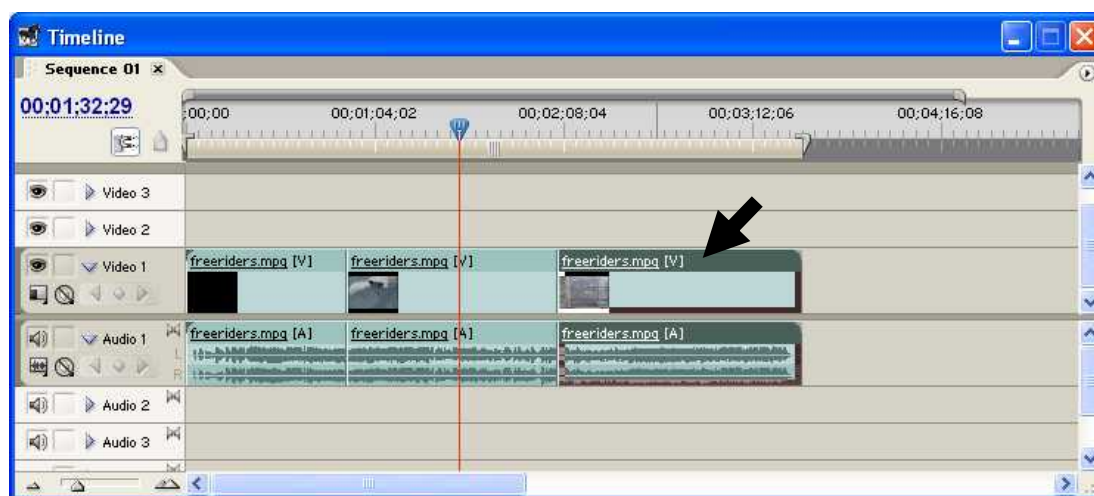 Timeline
Sequence 01
00;01;32;29
;00;00 00;01;04;02 00;02;08;04 00;03;12;06 00;04;16;08
Video 3
Video 2
Video 1
freeriders.mpg [V] freeriders.mpg [V] freeriders.mpg [V]
Audio 1
freeriders.mpg [A] freeriders.mpg [A] freeriders.mpg [A]
L
R
Audio 2
Audio 3